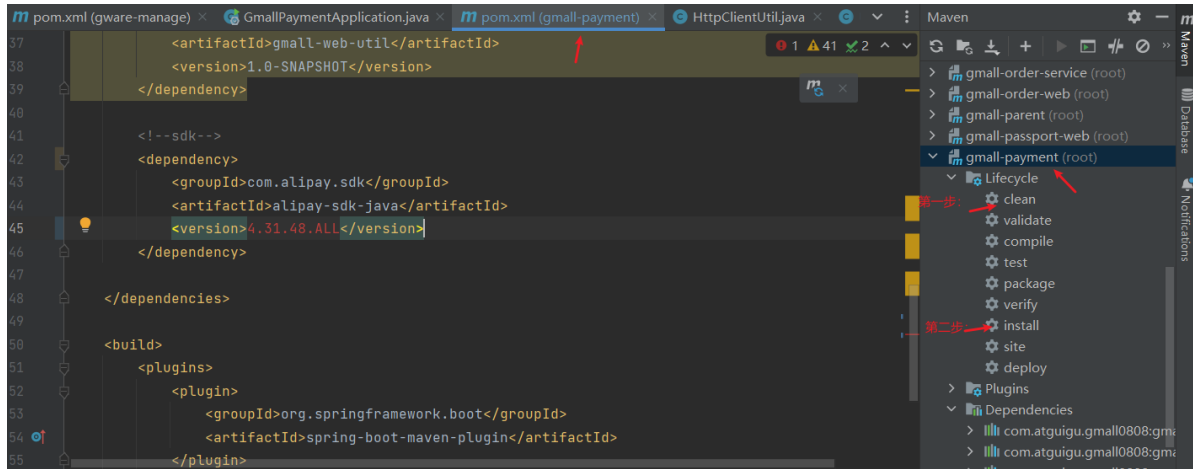 pom.xml (gware-manage) GmallPaymentApplication.java pom.xml (gmall-payment) HttpClientUtil.java
Maven
1 41 2
37 <artifactId>gmall-web-util</artifactId>
38 <version>1.0-SNAPSHOT</version>
39 </dependency>
40
41 <!--sdk-->
42 <dependency>
43 <groupId>com.alipay.sdk</groupId>
44 <artifactId>alipay-sdk-java</artifactId>
45 <version>4.31.48.ALL</version>
46 </dependency>
47
48 </dependencies>
49
50 <build>
51 <plugins>
52 <plugin>
53 <groupId>org.springframework.boot</groupId>
54 <artifactId>spring-boot-maven-plugin</artifactId>
55 </plugin>
gmall-order-service (root)
gmall-order-web (root)
gmall-parent (root)
gmall-passport-web (root)
gmall-payment (root)
Lifecycle
第一步: clean
validate
compile
test
package
verify
第二步: install
site
deploy
Plugins
Dependencies
com.atguigu.gmall0808:gma
com.atguigu.gmall0808:gma
Maven
Database
Notifications